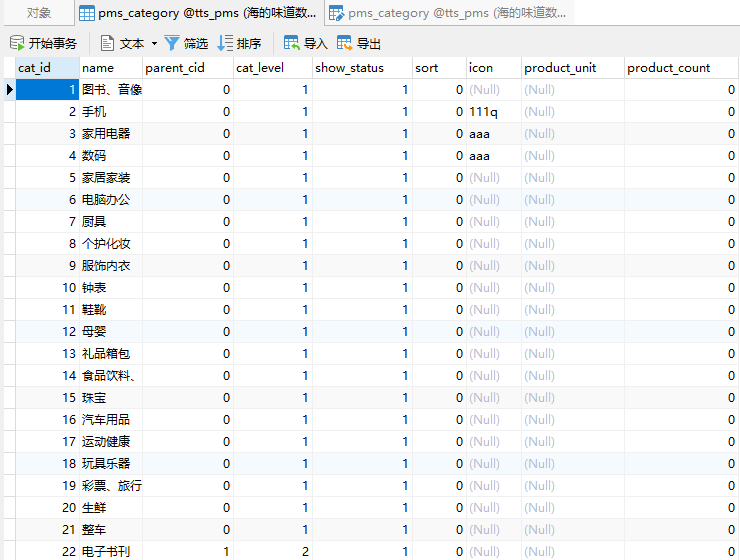 对象 pms_category @tts_pms (海的味道数... pms_category @tts_pms (海的味道数...
开始事务 文本 筛选 排序 导入 导出
cat_id name parent_cid cat_level show_status sort icon product_unit product_count
1 图书、音像 0 1 1 0 (Null) (Null) 0
2 手机 0 1 1 0 111q (Null) 0
3 家用电器 0 1 1 0 aaa (Null) 0
4 数码 0 1 1 0 aaa (Null) 0
5 家居家装 0 1 1 0 (Null) (Null) 0
6 电脑办公 0 1 1 0 (Null) (Null) 0
7 厨具 0 1 1 0 (Null) (Null) 0
8 个护化妆 0 1 1 0 (Null) (Null) 0
9 服饰内衣 0 1 1 0 (Null) (Null) 0
10 钟表 0 1 1 0 (Null) (Null) 0
11 鞋靴 0 1 1 0 (Null) (Null) 0
12 母婴 0 1 1 0 (Null) (Null) 0
13 礼品箱包 0 1 1 0 (Null) (Null) 0
14 食品饮料、 0 1 1 0 (Null) (Null) 0
15 珠宝 0 1 1 0 (Null) (Null) 0
16 汽车用品 0 1 1 0 (Null) (Null) 0
17 运动健康 0 1 1 0 (Null) (Null) 0
18 玩具乐器 0 1 1 0 (Null) (Null) 0
19 彩票、旅行 0 1 1 0 (Null) (Null) 0
20 生鲜 0 1 1 0 (Null) (Null) 0
21 整车 0 1 1 0 (Null) (Null) 0
22 电子书刊 1 2 1 0 (Null) (Null) 0